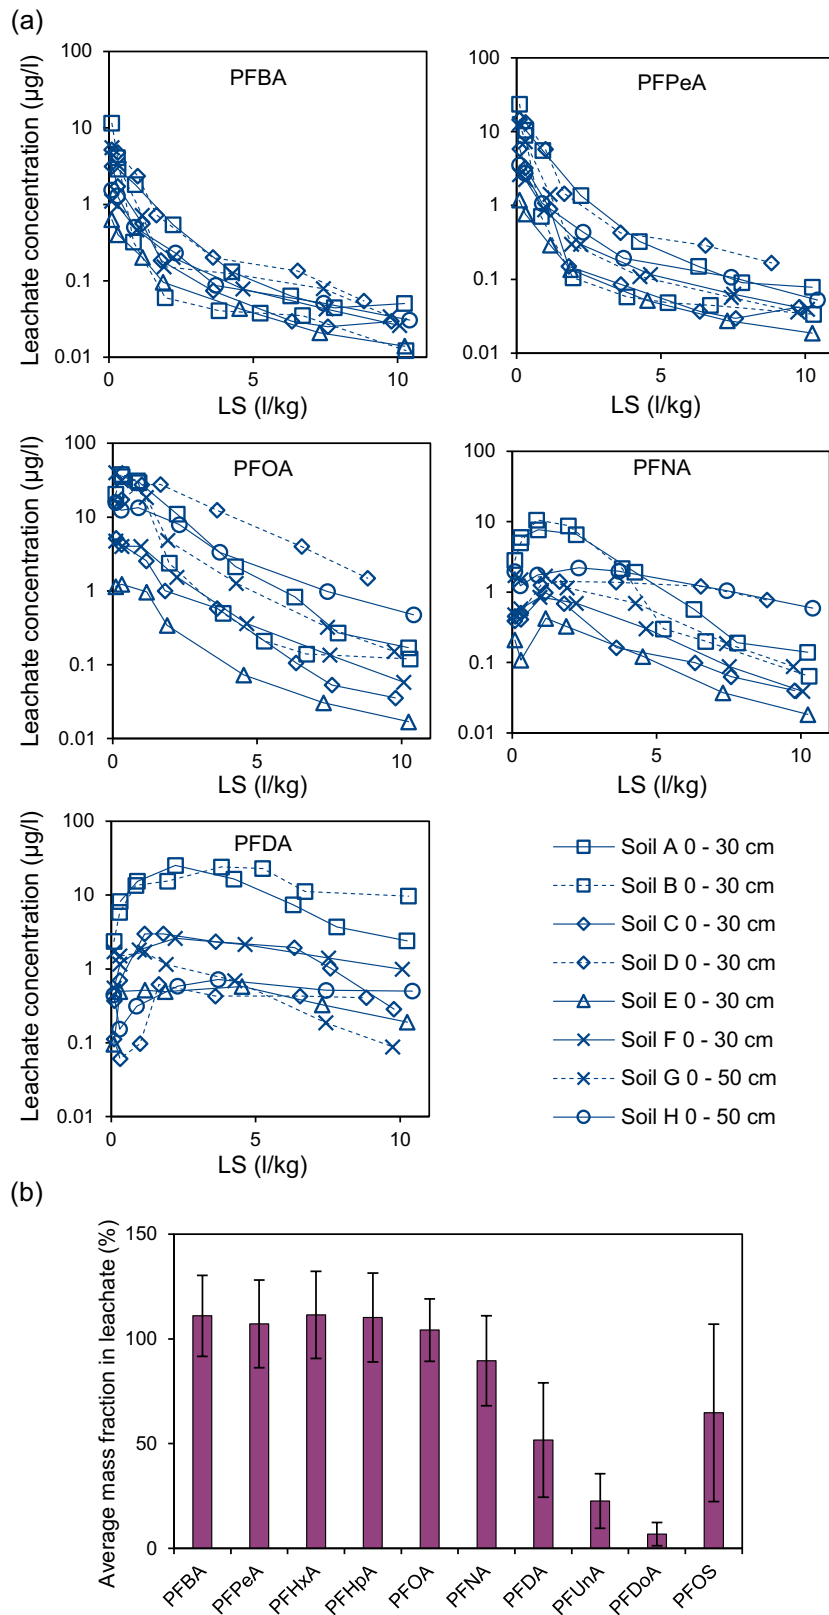 (a)
PFBA
Leachate concentration (µg/l)
100
10
1
0.1
0.01
0
5
10
LS (l/kg)
PFPeA
Leachate concentration (µg/l)
100
10
1
0.1
0.01
0
5
10
LS (l/kg)
PFOA
Leachate concentration (µg/l)
100
10
1
0.1
0.01
0
5
10
LS (l/kg)
PFNA
100
10
1
0.1
0.01
0
5
10
LS (l/kg)
PFDA
Leachate concentration (µg/l)
100
10
1
0.1
0.01
0
5
10
LS (l/kg)
Soil A 0 - 30 cm
Soil B 0 - 30 cm
Soil C 0 - 30 cm
Soil D 0 - 30 cm
Soil E 0 - 30 cm
Soil F 0 - 30 cm
Soil G 0 - 50 cm
Soil H 0 - 50 cm
(b)
Average mass fraction in leachate (%)
150
100
50
0
PFBA
PFPeA
PFHxA
PFHpA
PFOA
PFNA
PFDA
PFUnA
PFDoA
PFOS